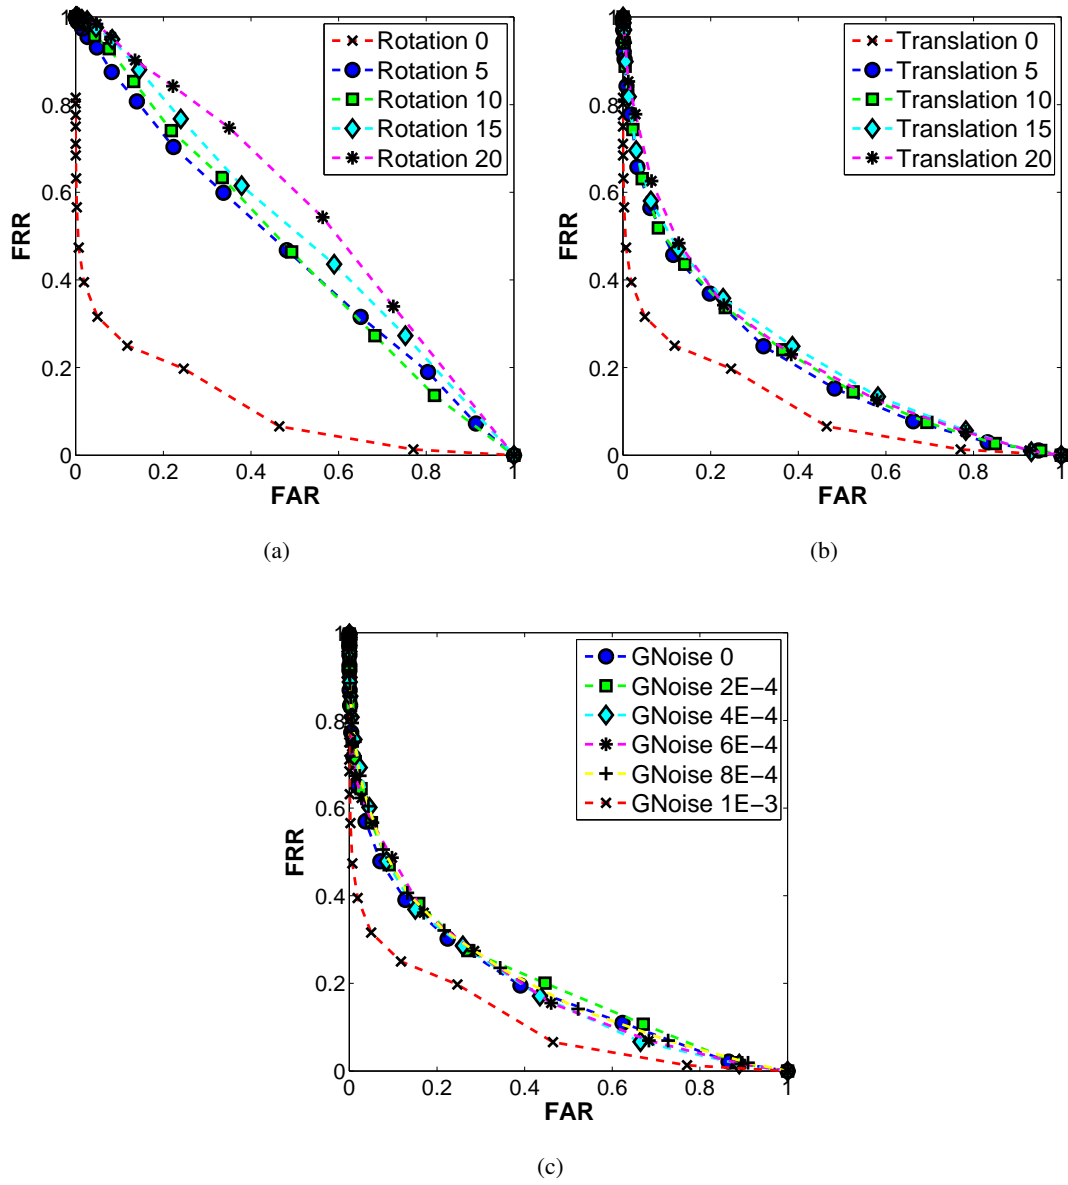 1
0.8
0.6
0.4
0.2
0
FRR
0
0.2
0.4
0.6
0.8
1
FAR
Rotation 0
Rotation 5
Rotation 10
Rotation 15
Rotation 20
(a)
1
0.8
0.6
0.4
0.2
0
FRR
0
0.2
0.4
0.6
0.8
1
FAR
Translation 0
Translation 5
Translation 10
Translation 15
Translation 20
(b)
1
0.8
0.6
0.4
0.2
0
FRR
0
0.2
0.4
0.6
0.8
1
FAR
GNoise 0
GNoise 2E−4
GNoise 4E−4
GNoise 6E−4
GNoise 8E−4
GNoise 1E−3
(c)